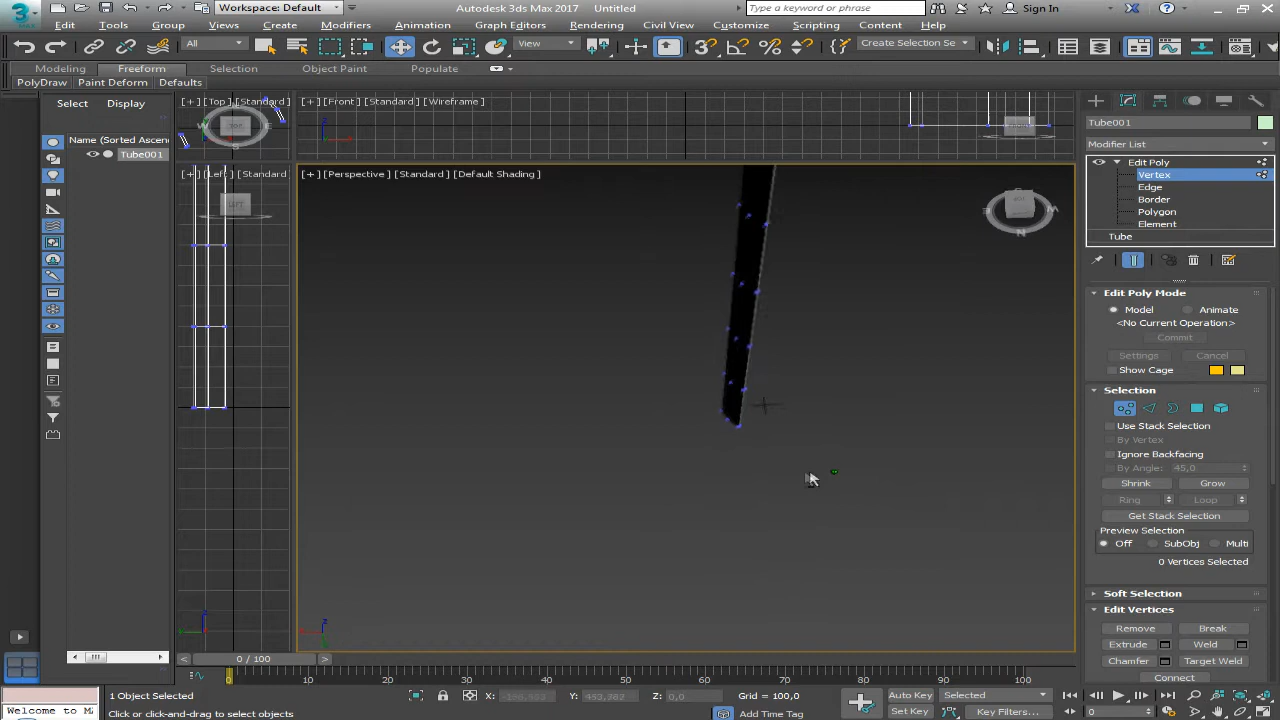 Workspace: Default
Autodesk 3ds Max 2017
Untitled
Type a keyword or phrase
Sign In
MAX
Edit Tools Group Views Create Modifiers Animation Graph Editors Rendering Civil View Customize Scripting Content Help
All
View
Create Selection Se
Modeling Freeform Selection Object Paint Populate
PolyDraw Paint Deform Defaults
Select Display
[+] [Top] [Standard]
[+] [Front] [Standard] [Wireframe]
Tube001
Modifier List
Name (Sorted Ascen
Tube001
[+] [Left] [Standard
[+] [Perspective] [Standard] [Default Shading]
Edit Poly
Vertex
Edge
Border
Polygon
Element
Tube
Edit Poly Mode
Model Animate
<No Current Operation>
Commit
Settings Cancel
Show Cage
Selection
Use Stack Selection
By Vertex
Ignore Backfacing
By Angle: 45,0
Shrink Grow
Ring Loop
Get Stack Selection
Preview Selection
Off SubObj Multi
0 Vertices Selected
Soft Selection
Edit Vertices
Remove Break
Extrude Weld
Chamfer Target Weld
Connect
0 / 100
0 10 20 30 40 50 60 70 80 90 100
1 Object Selected
Y: 493,382
Z: 0,0
Grid = 100,0
Auto Key Selected
Welcome to M
Click or click-and-drag to select objects
Add Time Tag
Set Key Key Filters...
0